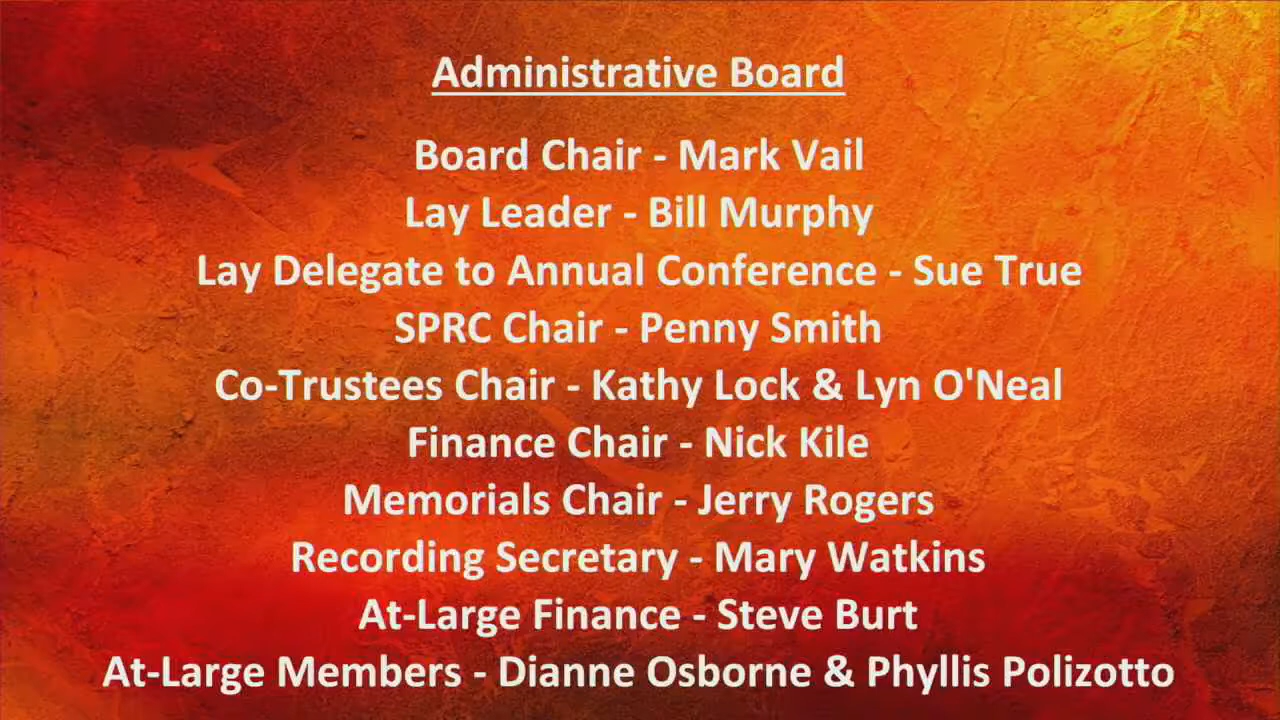 Administrative Board
Board Chair - Mark Vail
Lay Leader - Bill Murphy
Lay Delegate to Annual Conference - Sue True
SPRC Chair - Penny Smith
Co-Trustees Chair - Kathy Lock & Lyn O'Neal
Finance Chair - Nick Kile
Memorials Chair - Jerry Rogers
Recording Secretary - Mary Watkins
At-Large Finance - Steve Burt
At-Large Members - Dianne Osborne & Phyllis Polizotto